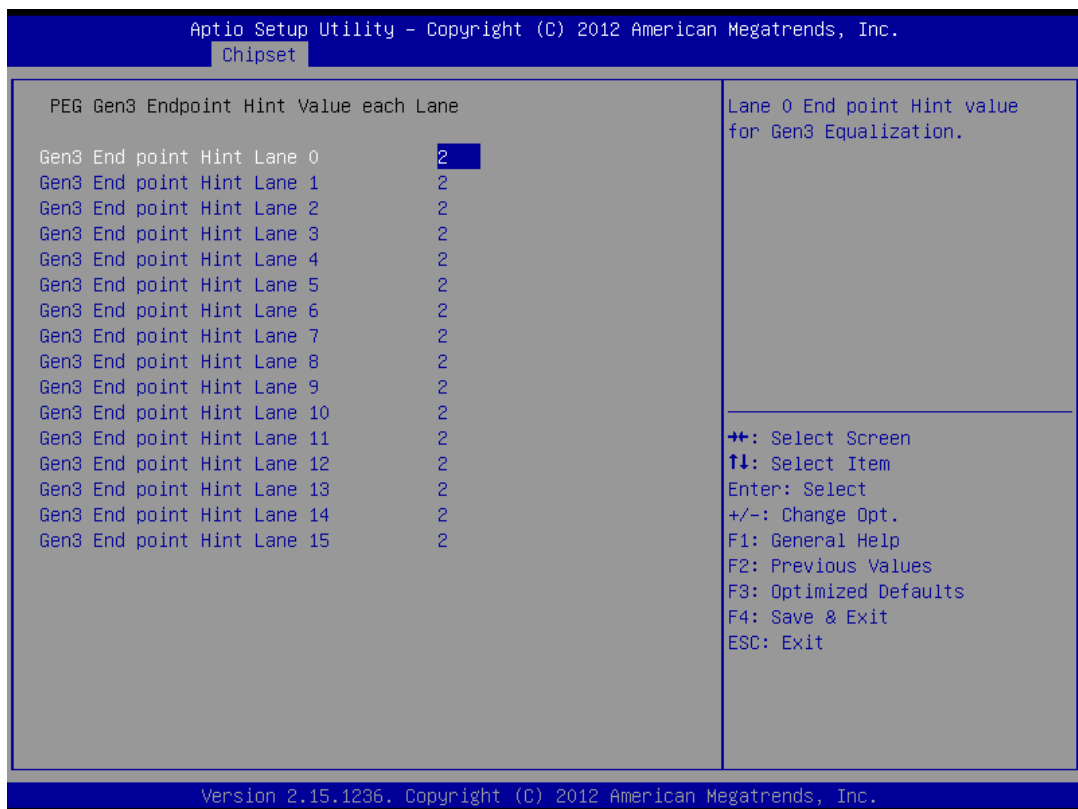 Aptio Setup Utility – Copyright (C) 2012 American Megatrends, Inc.
Chipset
PEG Gen3 Endpoint Hint Value each Lane
Gen3 End point Hint Lane 0 2
Gen3 End point Hint Lane 1 2
Gen3 End point Hint Lane 2 2
Gen3 End point Hint Lane 3 2
Gen3 End point Hint Lane 4 2
Gen3 End point Hint Lane 5 2
Gen3 End point Hint Lane 6 2
Gen3 End point Hint Lane 7 2
Gen3 End point Hint Lane 8 2
Gen3 End point Hint Lane 9 2
Gen3 End point Hint Lane 10 2
Gen3 End point Hint Lane 11 2
Gen3 End point Hint Lane 12 2
Gen3 End point Hint Lane 13 2
Gen3 End point Hint Lane 14 2
Gen3 End point Hint Lane 15 2
Lane 0 End point Hint value
for Gen3 Equalization.
→←: Select Screen
↑↓: Select Item
Enter: Select
+/-: Change Opt.
F1: General Help
F2: Previous Values
F3: Optimized Defaults
F4: Save & Exit
ESC: Exit
Version 2.15.1236. Copyright (C) 2012 American Megatrends, Inc.